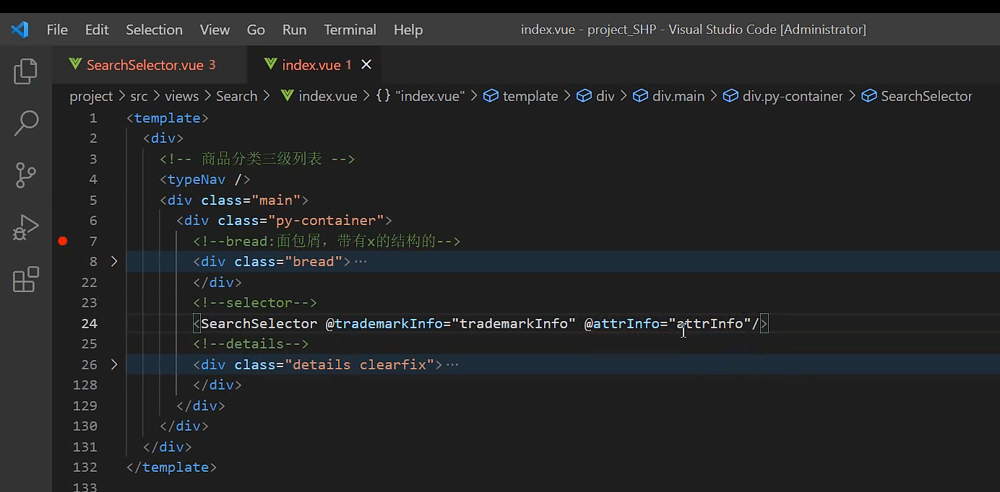 File Edit Selection View Go Run Terminal Help index.vue - project_SHP - Visual Studio Code [Administrator]
SearchSelector.vue 3 index.vue 1
project > src > views > Search > index.vue > {} "index.vue" > template > div > div.main > div.py-container > SearchSelector
1 <template>
2 <div>
3 <!-- 商品分类三级列表 -->
4 <typeNav />
5 <div class="main">
6 <div class="py-container">
7 <!--bread:面包屑，带有x的结构的-->
8 <div class="bread">…
22 </div>
23 <!--selector-->
24 <SearchSelector @trademarkInfo="trademarkInfo" @attrInfo="attrInfo"/>
25 <!--details-->
26 <div class="details clearfix">…
128 </div>
129 </div>
130 </div>
131 </div>
132 </template>
133